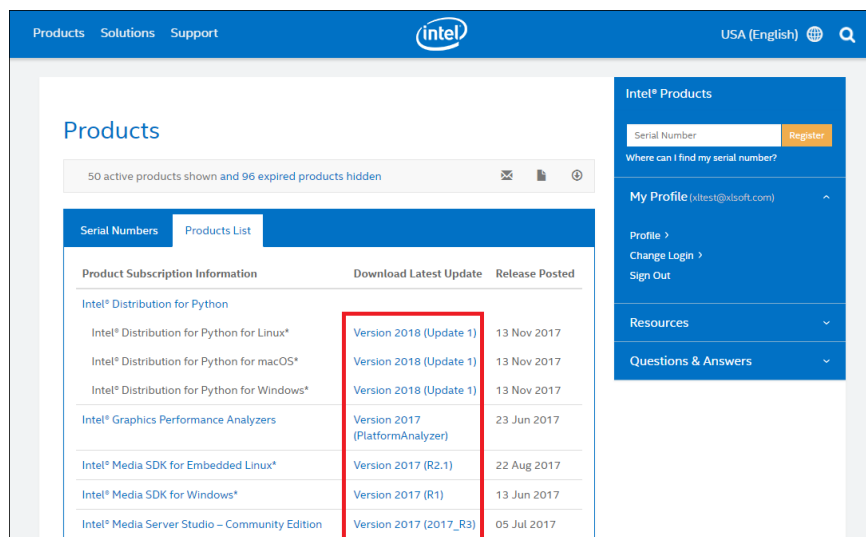 Products Solutions Support
intel
USA (English)
Products
50 active products shown and 96 expired products hidden
Serial Numbers Products List
Product Subscription Information Download Latest Update Release Posted
Intel® Distribution for Python
Intel® Distribution for Python for Linux* Version 2018 (Update 1) 13 Nov 2017
Intel® Distribution for Python for macOS* Version 2018 (Update 1) 13 Nov 2017
Intel® Distribution for Python for Windows* Version 2018 (Update 1) 13 Nov 2017
Intel® Graphics Performance Analyzers Version 2017 23 Jun 2017
(PlatformAnalyzer)
Intel® Media SDK for Embedded Linux* Version 2017 (R2.1) 22 Aug 2017
Intel® Media SDK for Windows* Version 2017 (R1) 13 Jun 2017
Intel® Media Server Studio – Community Edition Version 2017 (2017_R3) 05 Jul 2017
Intel® Products
Serial Number Register
Where can I find my serial number?
My Profile (xltest@xlsoft.com)
Profile >
Change Login >
Sign Out
Resources
Questions & Answers